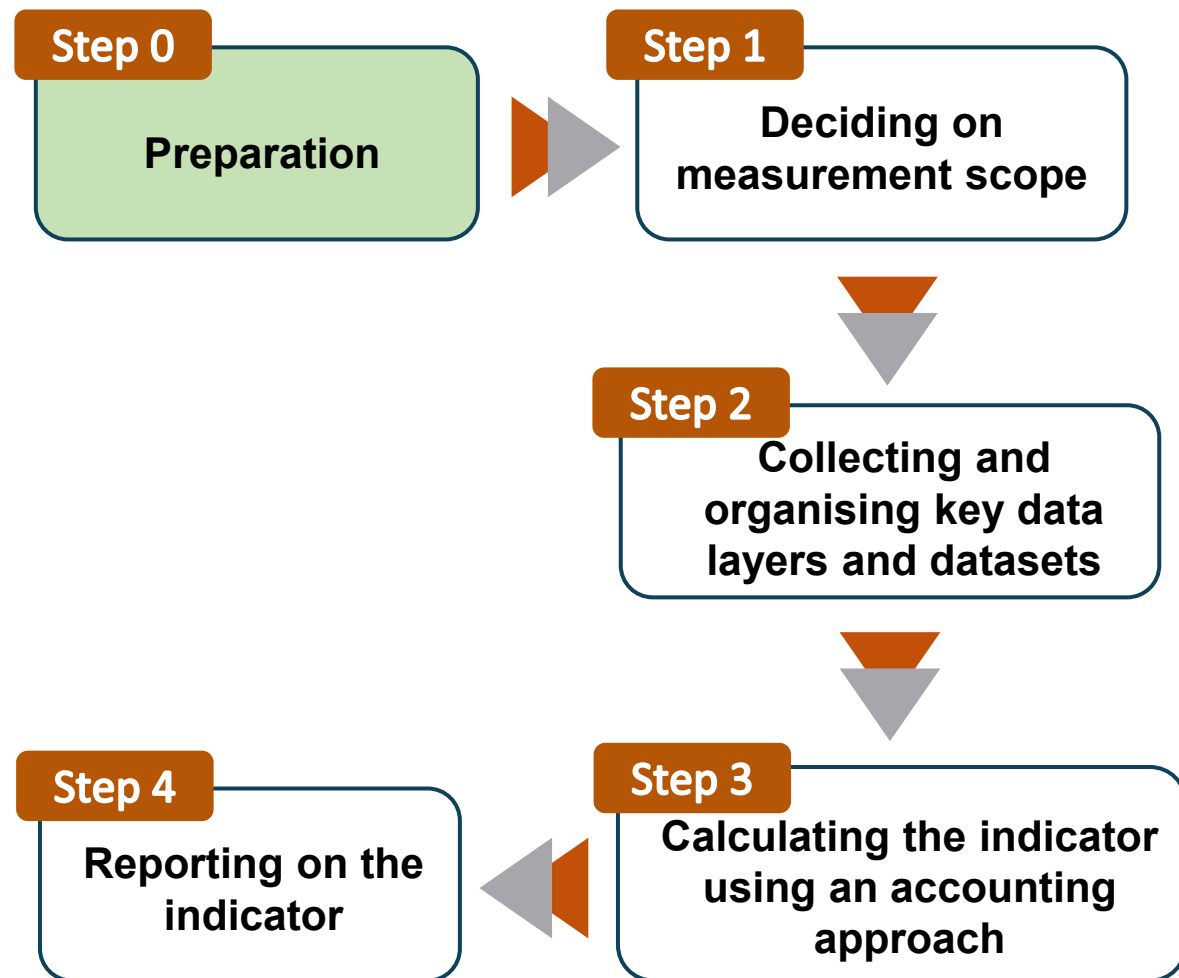 Step 0
Preparation
Step 1
Deciding on
measurement scope
Step 2
Collecting and
organising key data
layers and datasets
Step 3
Calculating the indicator
using an accounting
approach
Step 4
Reporting on the
indicator